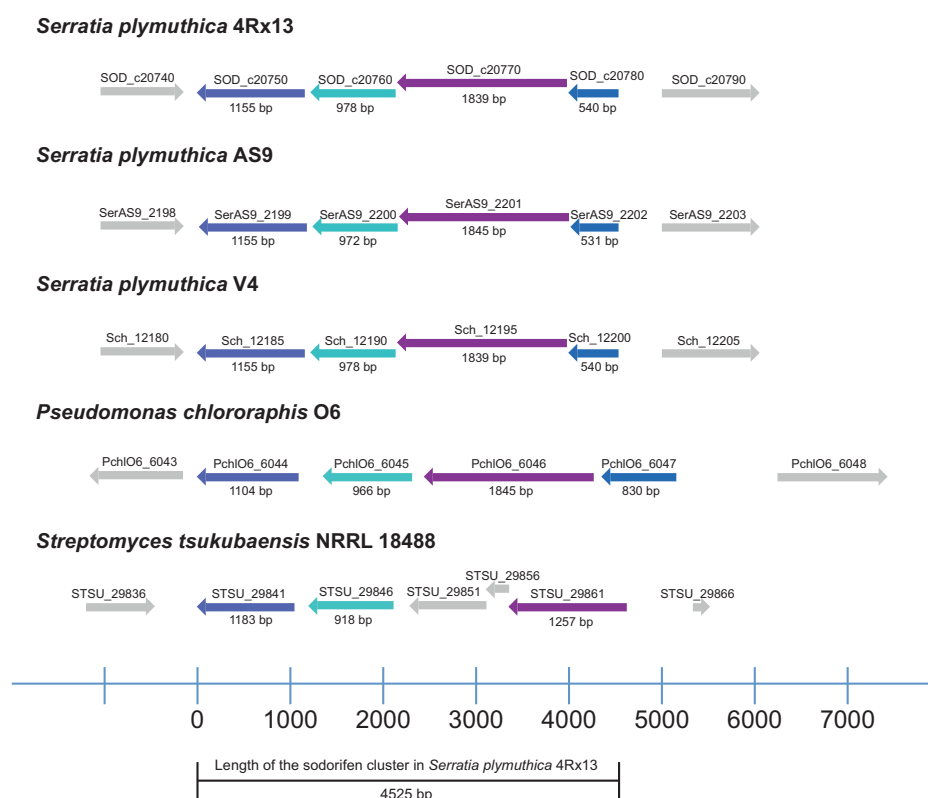 Serratia plymuthica 4Rx13
SOD_c20740 SOD_c20750 SOD_c20760 SOD_c20770 SOD_c20780 SOD_c20790
1155 bp 978 bp 1839 bp 540 bp
Serratia plymuthica AS9
SerAS9_2198 SerAS9_2199 SerAS9_2200 SerAS9_2201 SerAS9_2202 SerAS9_2203
1155 bp 972 bp 1845 bp 531 bp
Serratia plymuthica V4
Sch_12180 Sch_12185 Sch_12190 Sch_12195 Sch_12200 Sch_12205
1155 bp 978 bp 1839 bp 540 bp
Pseudomonas chlororaphis O6
PchlO6_6043 PchlO6_6044 PchlO6_6045 PchlO6_6046 PchlO6_6047 PchlO6_6048
1104 bp 966 bp 1845 bp 830 bp
Streptomyces tsukubaensis NRRL 18488
STSU_29836 STSU_29841 STSU_29846 STSU_29851 STSU_29856 STSU_29861 STSU_29866
1183 bp 918 bp 1257 bp
0 1000 2000 3000 4000 5000 6000 7000
Length of the sodorifen cluster in Serratia plymuthica 4Rx13
4525 bp